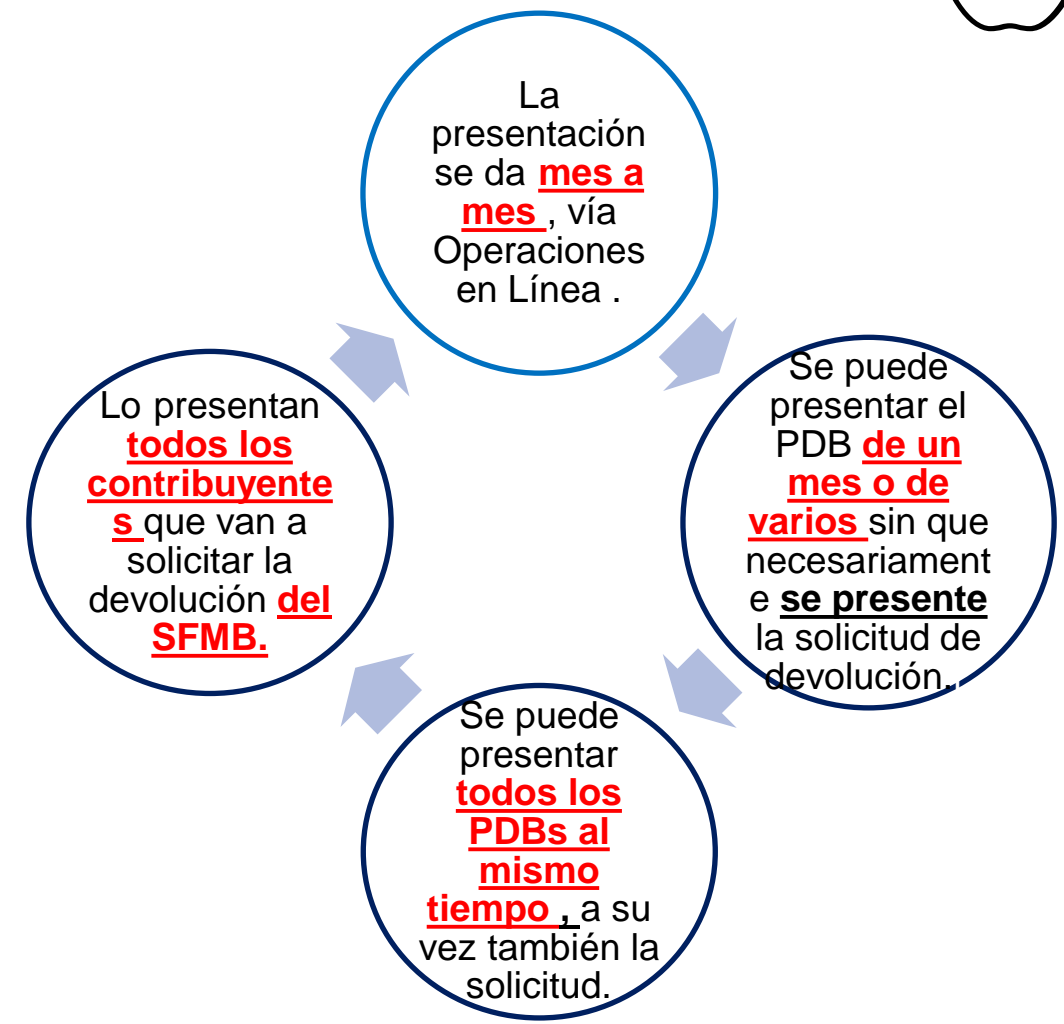 La
presentación
se da mes a
mes , vía
Operaciones
en Línea .
Se puede
presentar el
PDB de un
mes o de
varios sin que
necesariament
e se presente
la solicitud de
devolución.
Se puede
presentar
todos los
PDBs al
mismo
tiempo , a su
vez también la
solicitud.
Lo presentan
todos los
contribuyente
s que van a
solicitar la
devolución del
SFMB.